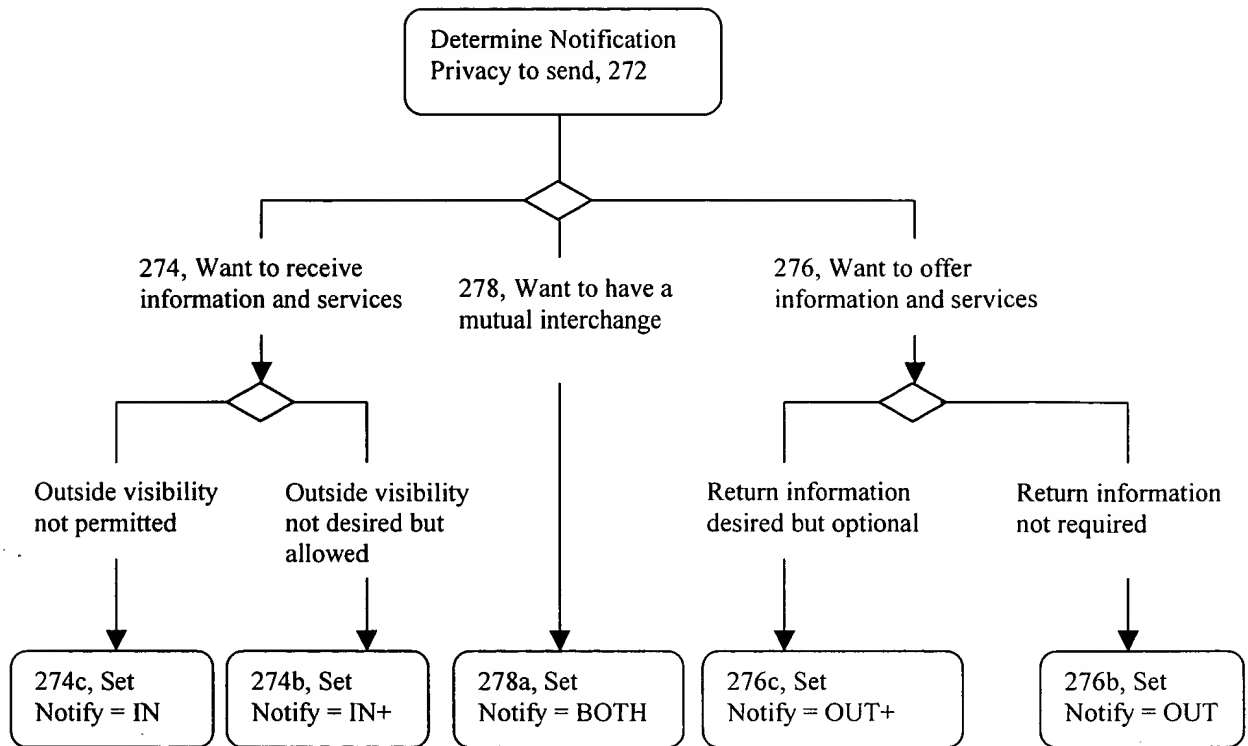 Determine Notification
Privacy to send, 272
274, Want to receive
information and services
278, Want to have a
mutual interchange
276, Want to offer
information and services
Outside visibility
not permitted
Outside visibility
not desired but
allowed
Return information
desired but optional
Return information
not required
274c, Set
Notify = IN
274b, Set
Notify = IN+
278a, Set
Notify = BOTH
276c, Set
Notify = OUT+
276b, Set
Notify = OUT